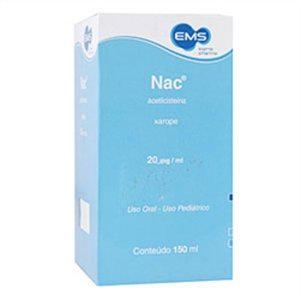 EMS
Nac®
acetilcisteína
xarope
20 mg / ml
Uso Oral - Uso Pediátrico
Conteúdo 150 ml